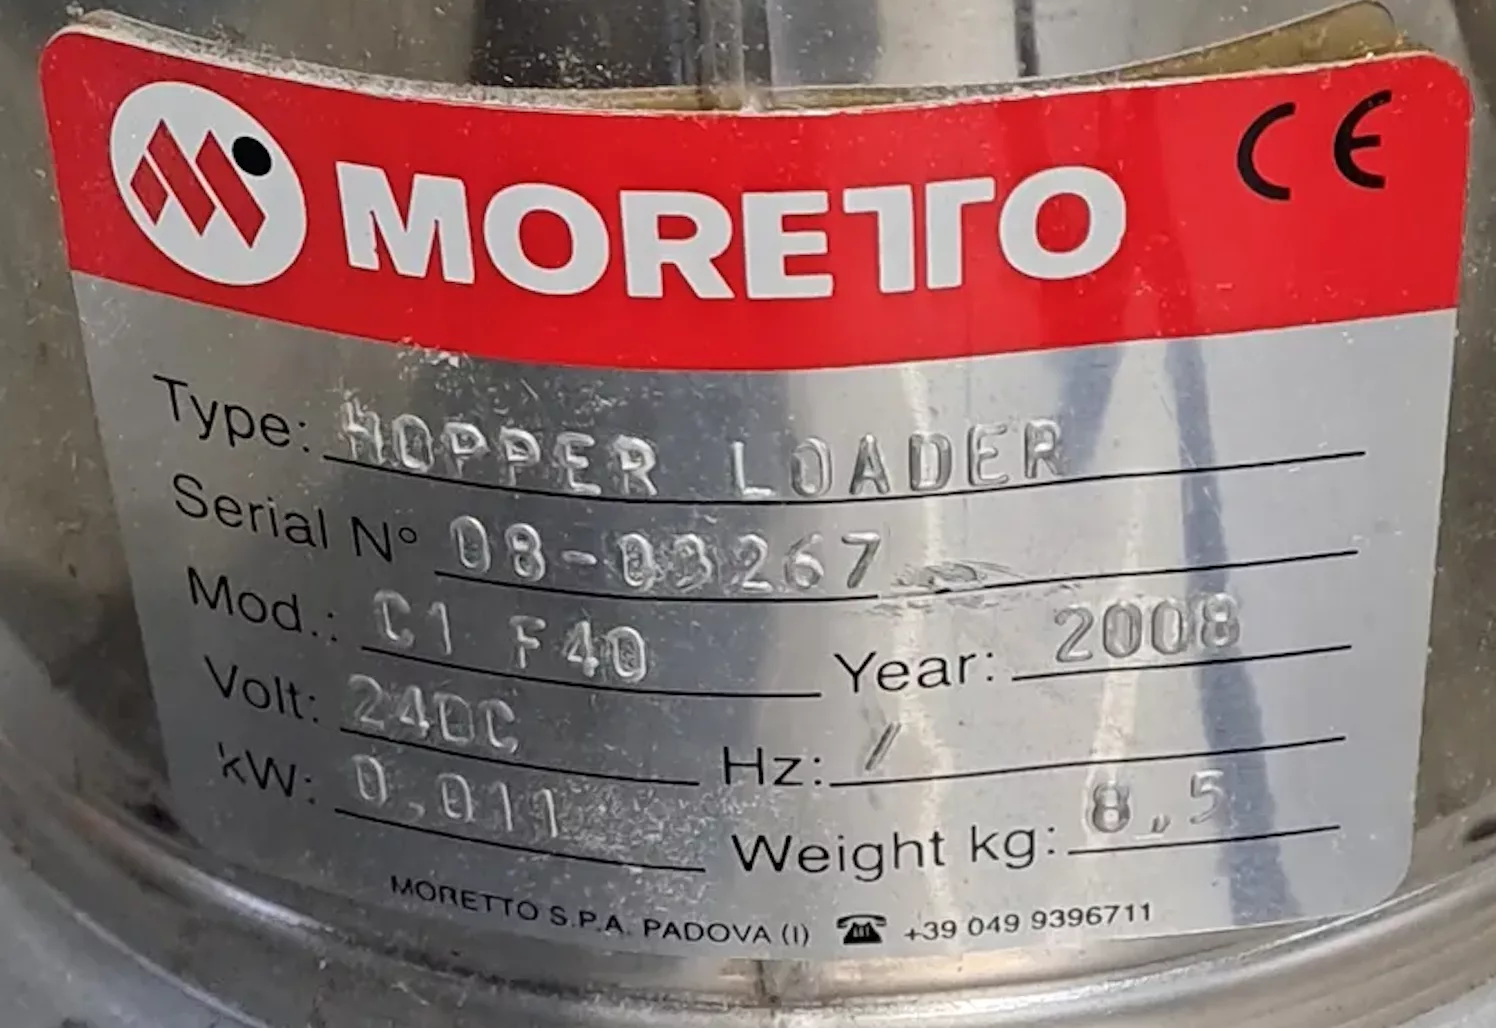 MORETTO CE
Type: HOPPER LOADER
Serial N° 08-03267
Mod.: C1 F40 Year: 2008
Volt: 24DC Hz: /
kW: 0,011 Weight kg: 8,5
MORETTO S.P.A. PADOVA (I) ☎ +39 049 9396711